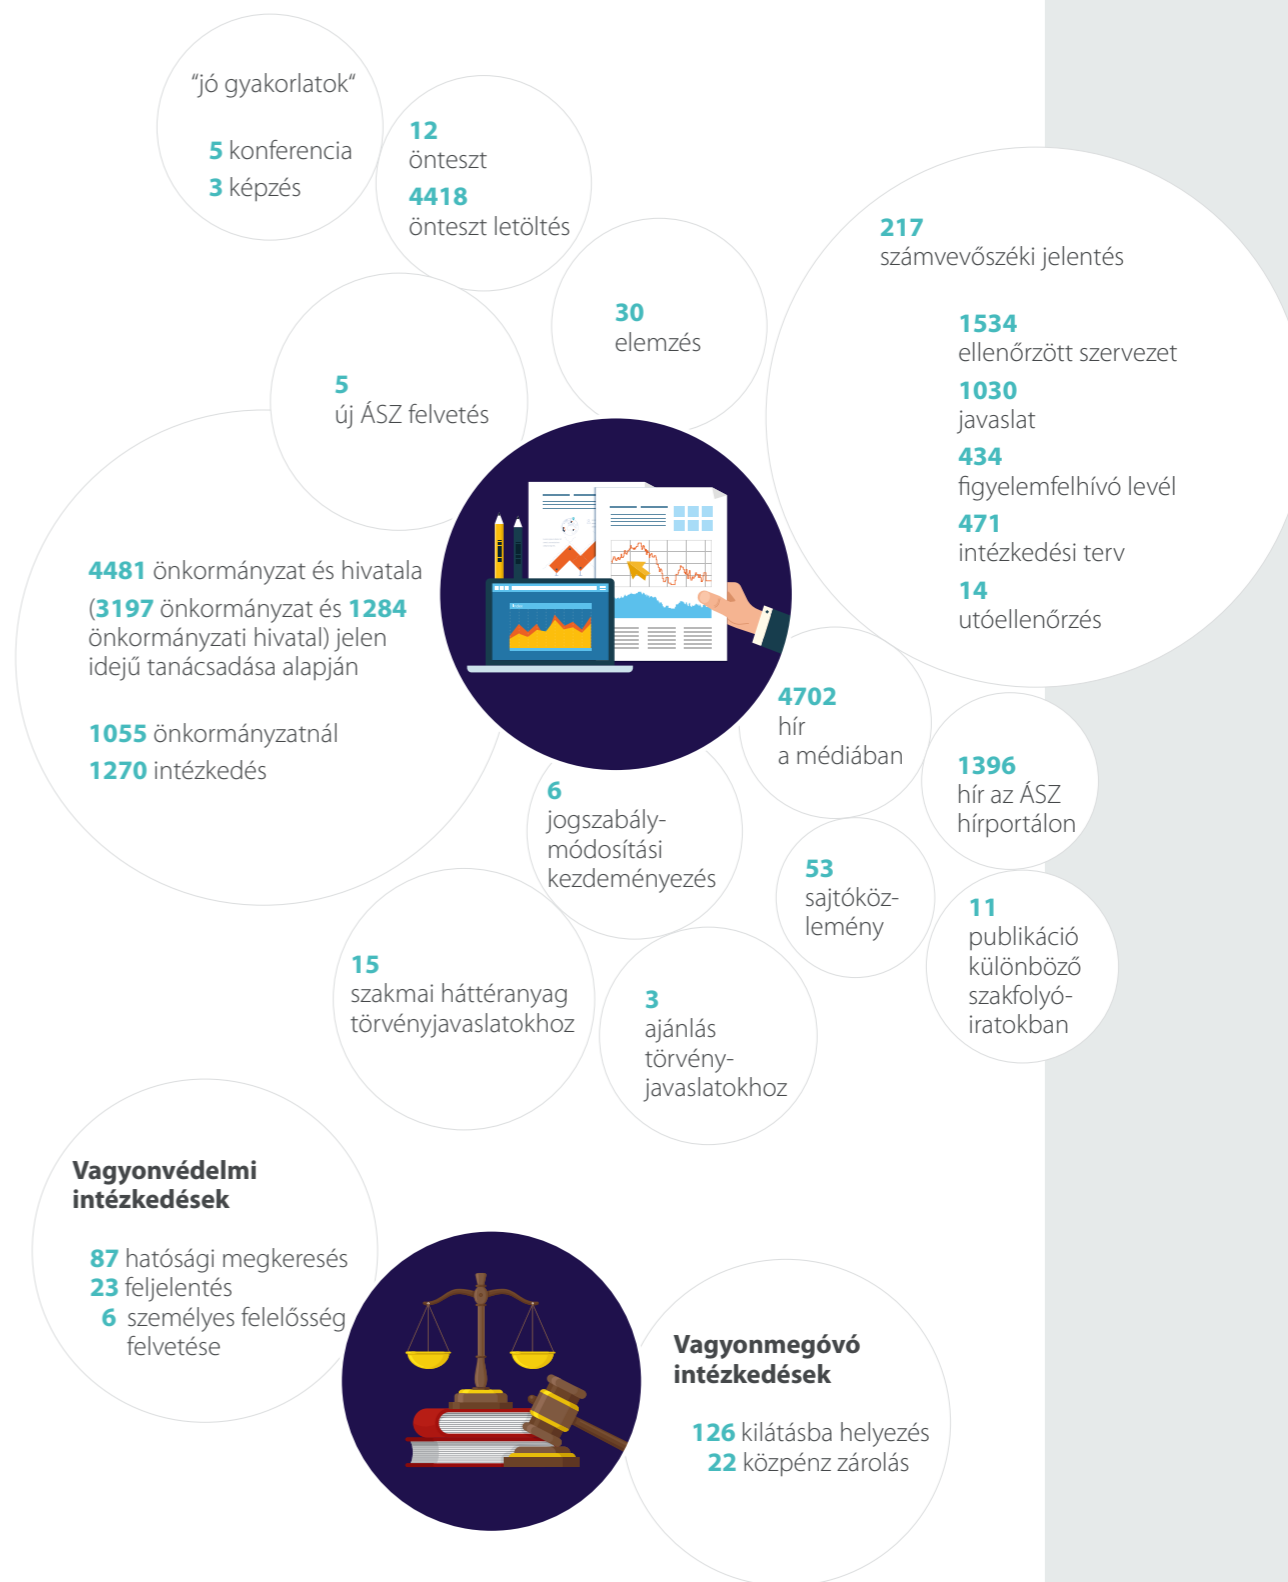 “jó gyakorlatok“
5 konferencia
3 képzés
12
önteszt
4418
önteszt letöltés
217
számvevőszéki jelentés
1534
ellenőrzött szervezet
1030
javaslat
434
figyelemfelhívó levél
471
intézkedési terv
14
utóellenőrzés
30
elemzés
5
új ÁSZ felvetés
4481 önkormányzat és hivatala
(3197 önkormányzat és 1284
önkormányzati hivatal) jelen
idejű tanácsadása alapján
1055 önkormányzatnál
1270 intézkedés
4702
hír
a médiában
1396
hír az ÁSZ
hírportálon
6
jogszabály-
módosítási
kezdeményezés
53
sajtóköz-
lemény
11
publikáció
különböző
szakfolyó-
iratokban
15
szakmai háttéranyag
törvényjavaslatokhoz
3
ajánlás
törvény-
javaslatokhoz
Vagyonvédelmi
intézkedések
87 hatósági megkeresés
23 feljelentés
6 személyes felelősség
felvetése
Vagyonmegóvó
intézkedések
126 kilátásba helyezés
22 közpénz zárolás